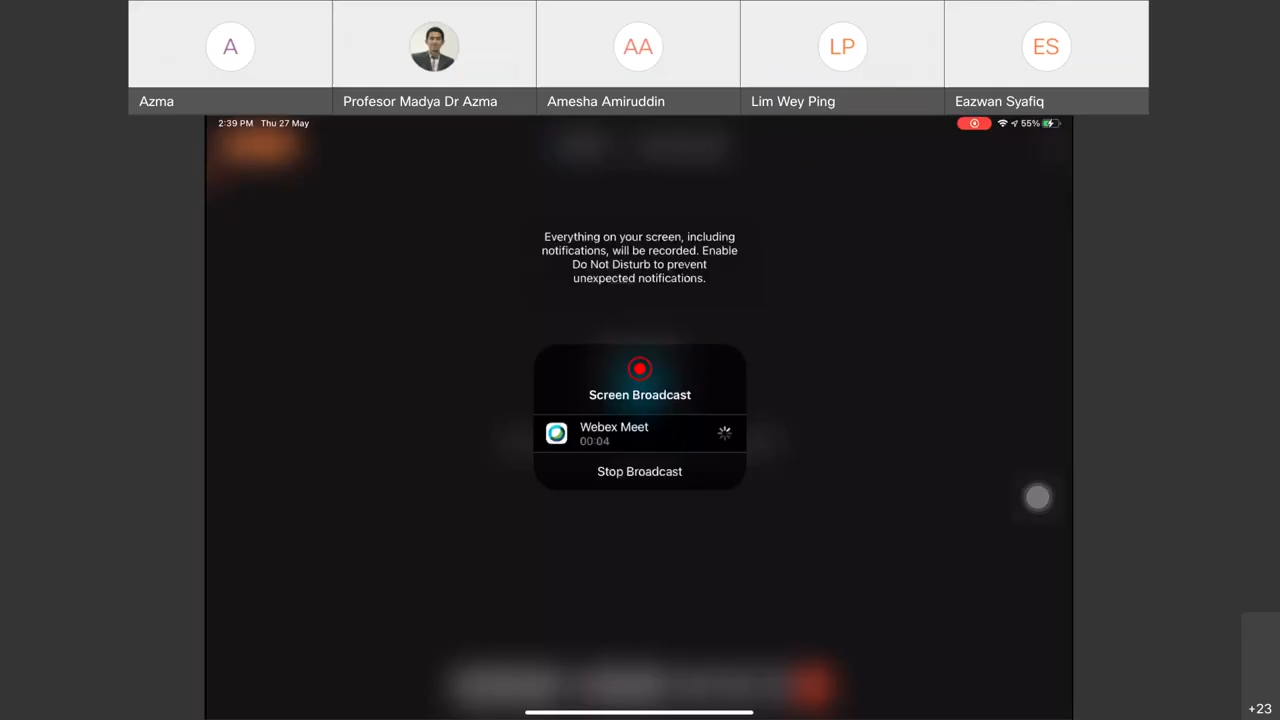 A
AA
LP
ES
Azma
Profesor Madya Dr Azma
Amesha Amiruddin
Lim Wey Ping
Eazwan Syafiq
2:39 PM Thu 27 May
55%
Everything on your screen, including
notifications, will be recorded. Enable
Do Not Disturb to prevent
unexpected notifications.
Screen Broadcast
Webex Meet
00:04
Stop Broadcast
+23